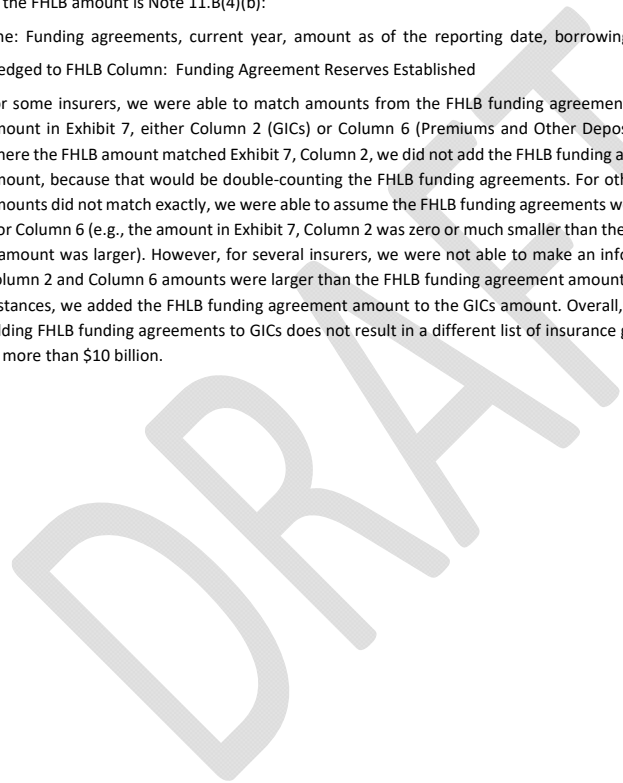 the FHLB amount is Note 11.B(4)(b):
ne: Funding agreements, current year, amount as of the reporting date, borrowing
edged to FHLB Column: Funding Agreement Reserves Established
or some insurers, we were able to match amounts from the FHLB funding agreemen
mount in Exhibit 7, either Column 2 (GICs) or Column 6 (Premiums and Other Depos
here the FHLB amount matched Exhibit 7, Column 2, we did not add the FHLB funding a
mount, because that would be double-counting the FHLB funding agreements. For oth
mounts did not match exactly, we were able to assume the FHLB funding agreements w
or Column 6 (e.g., the amount in Exhibit 7, Column 2 was zero or much smaller than the
amount was larger). However, for several insurers, we were not able to make an info
olumn 2 and Column 6 amounts were larger than the FHLB funding agreement amount
stances, we added the FHLB funding agreement amount to the GICs amount. Overall,
dding FHLB funding agreements to GICs does not result in a different list of insurance g
more than $10 billion.
DRAFT